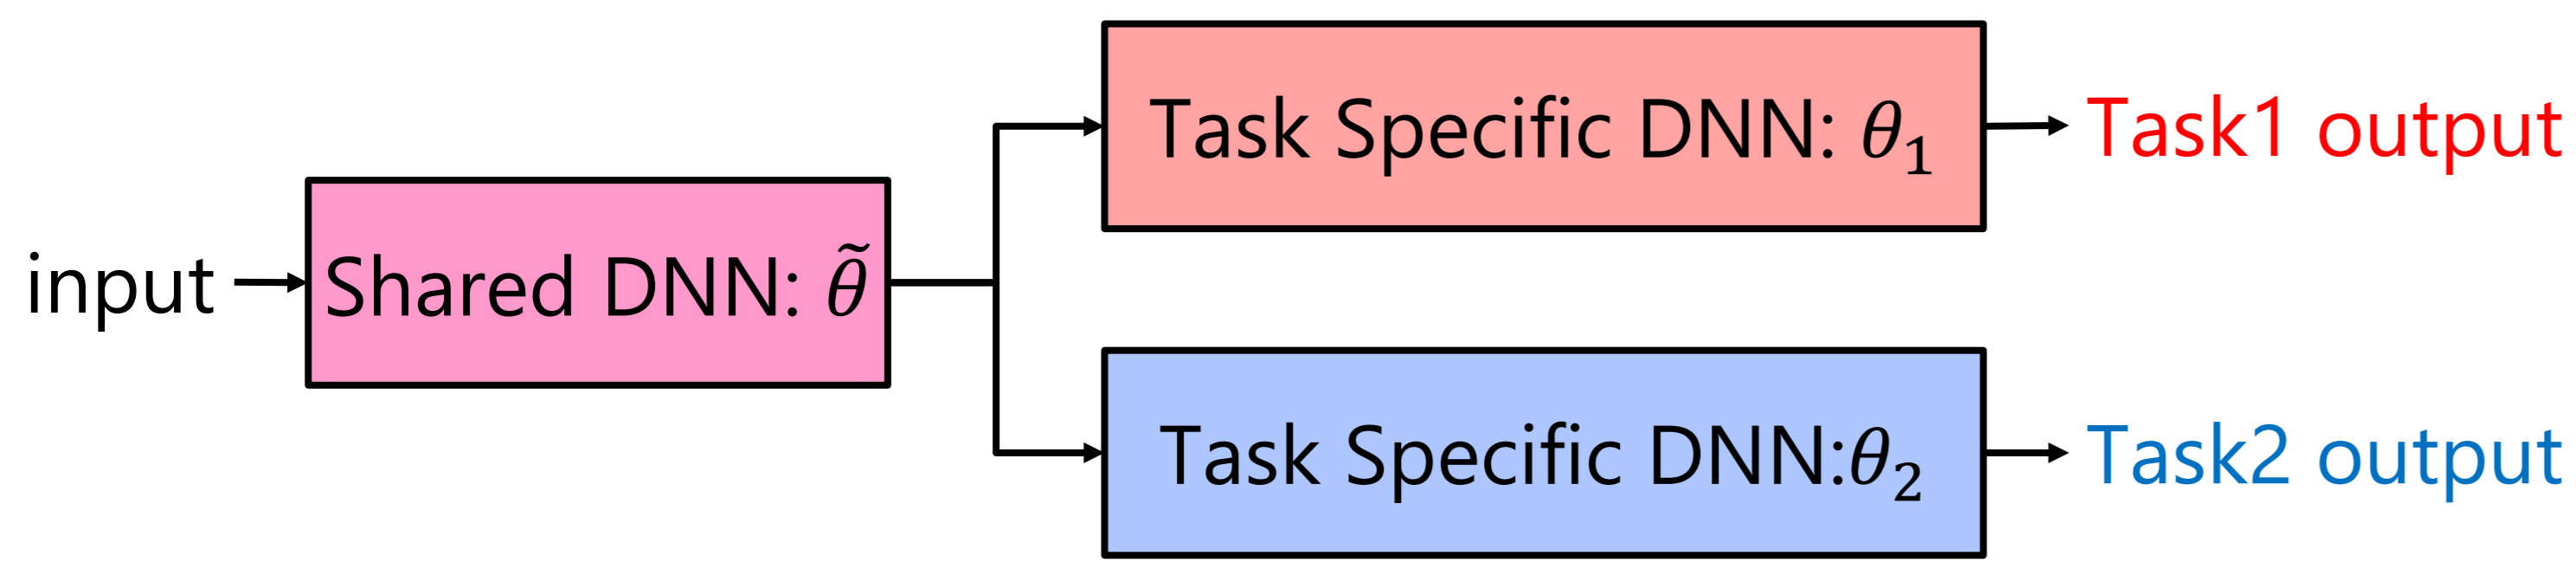 input
Shared DNN: θ̃
Task Specific DNN: θ₁
Task1 output
Task Specific DNN:θ₂
Task2 output